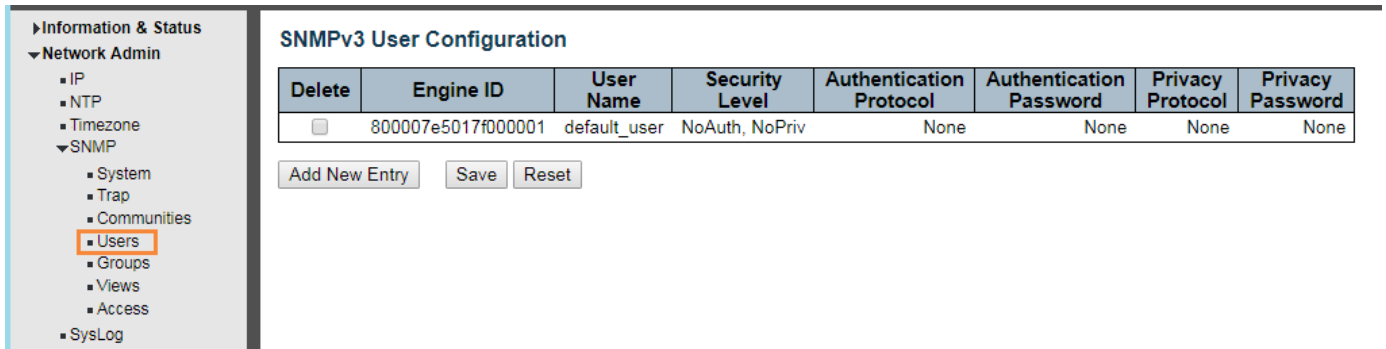 Information & Status
Network Admin
IP
NTP
Timezone
SNMP
System
Trap
Communities
Users
Groups
Views
Access
SysLog
SNMPv3 User Configuration
Delete Engine ID User Name Security Level Authentication Protocol Authentication Password Privacy Protocol Privacy Password
800007e5017f000001 default_user NoAuth, NoPriv None None None None
Add New Entry Save Reset